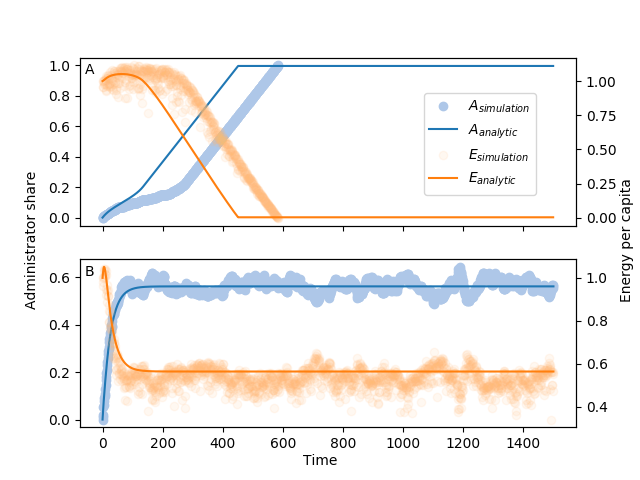 A
1.0
0.8
0.6
0.4
0.2
0.0
1.00
0.75
0.50
0.25
0.00
A_simulation
A_analytic
E_simulation
E_analytic
Administrator share
Energy per capita
B
0.6
0.4
0.2
0.0
1.0
0.8
0.6
0.4
0 200 400 600 800 1000 1200 1400
Time